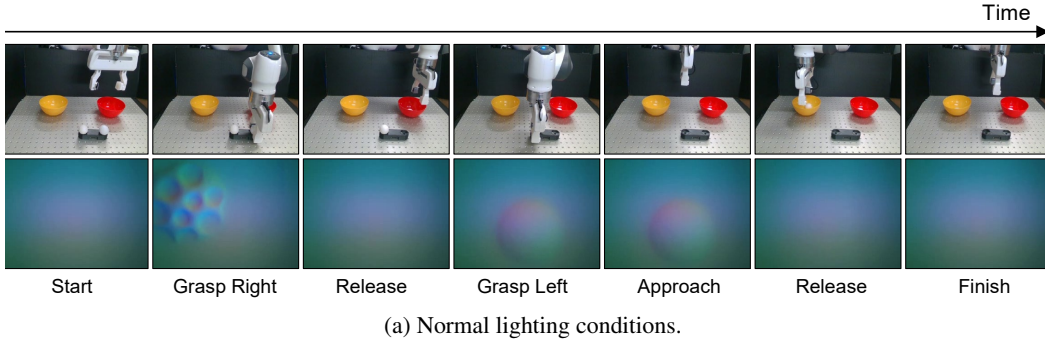 Time
Start
Grasp Right
Release
Grasp Left
Approach
Release
Finish
(a) Normal lighting conditions.